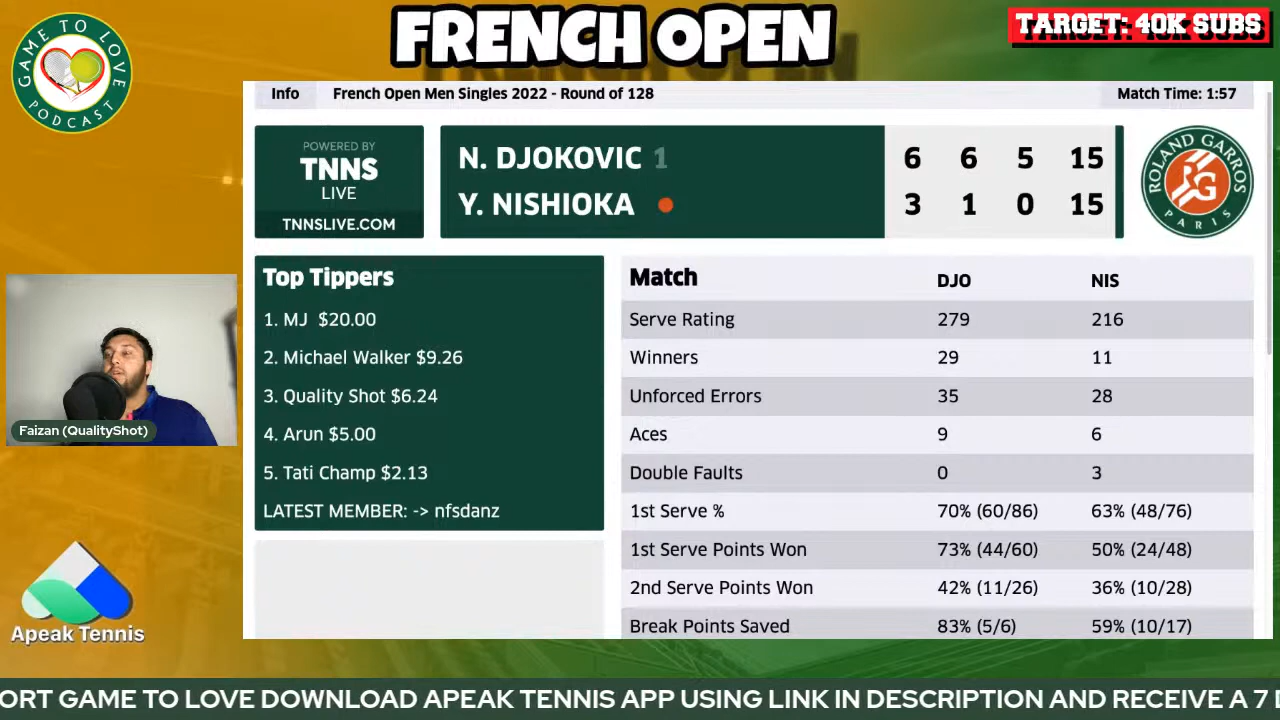 GAME TO LOVE
PODCAST
FRENCH OPEN
TARGET: 40K SUBS
Info
French Open Men Singles 2022 - Round of 128
Match Time: 1:57
POWERED BY
TNNS
LIVE
TNNSLIVE.COM
N. DJOKOVIC 1 6 6 5 15
Y. NISHIOKA 3 1 0 15
ROLAND GARROS
RG
PARIS
Top Tippers
1. MJ $20.00
2. Michael Walker $9.26
3. Quality Shot $6.24
4. Arun $5.00
5. Tati Champ $2.13
LATEST MEMBER: -> nfsdanz
Match DJO NIS
Serve Rating 279 216
Winners 29 11
Unforced Errors 35 28
Aces 9 6
Double Faults 0 3
1st Serve % 70% (60/86) 63% (48/76)
1st Serve Points Won 73% (44/60) 50% (24/48)
2nd Serve Points Won 42% (11/26) 36% (10/28)
Break Points Saved 83% (5/6) 59% (10/17)
Faizan (QualityShot)
Apeak Tennis
ORT GAME TO LOVE DOWNLOAD APEAK TENNIS APP USING LINK IN DESCRIPTION AND RECEIVE A 7